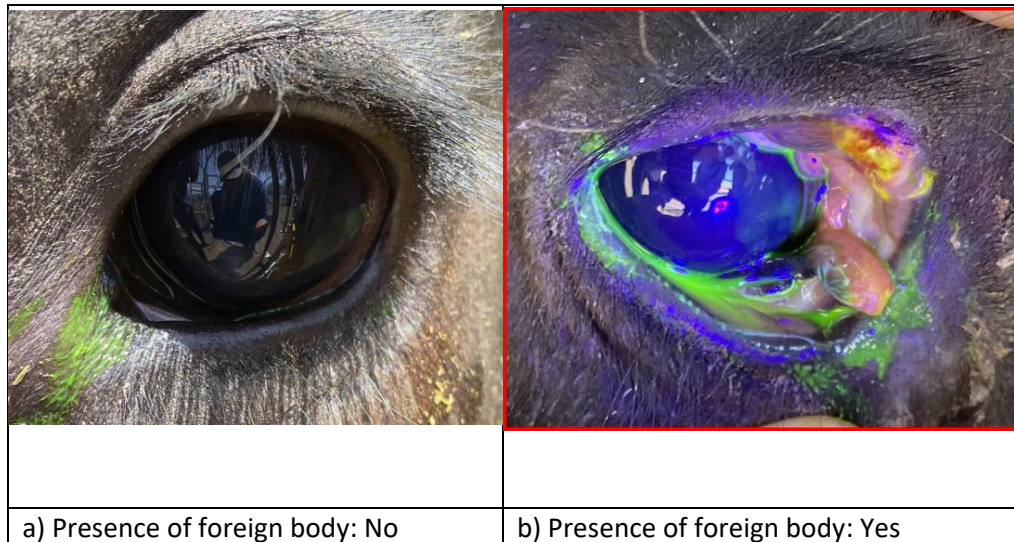 a) Presence of foreign body: No
b) Presence of foreign body: Yes